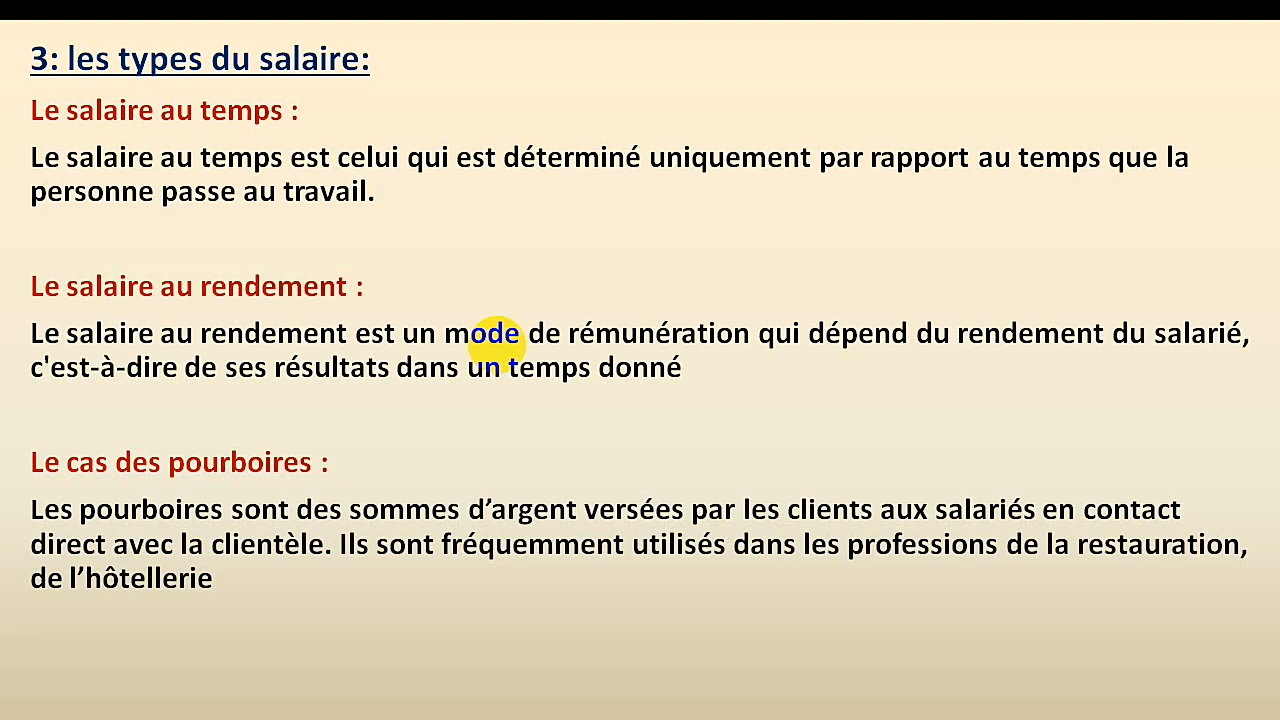 3: les types du salaire:
Le salaire au temps :
Le salaire au temps est celui qui est déterminé uniquement par rapport au temps que la
personne passe au travail.
Le salaire au rendement :
Le salaire au rendement est un mode de rémunération qui dépend du rendement du salarié,
c'est-à-dire de ses résultats dans un temps donné
Le cas des pourboires :
Les pourboires sont des sommes d’argent versées par les clients aux salariés en contact
direct avec la clientèle. Ils sont fréquemment utilisés dans les professions de la restauration,
de l’hôtellerie